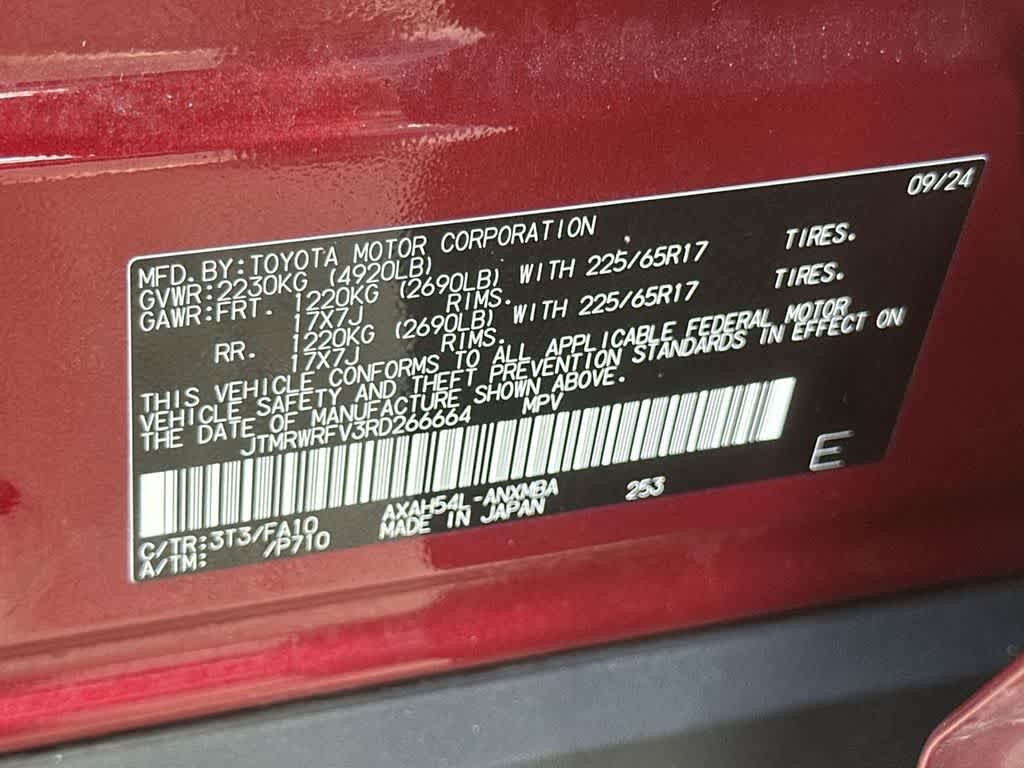 09/24
MFD. BY: TOYOTA MOTOR CORPORATION
GVWR: 2230KG (4920LB)
GAWR: FRT. 1220KG (2690LB) WITH 225/65R17 TIRES.
17X7J RIMS.
RR. 1220KG (2690LB) WITH 225/65R17 TIRES.
17X7J RIMS.
THIS VEHICLE CONFORMS TO ALL APPLICABLE FEDERAL MOTOR
VEHICLE SAFETY AND THEFT PREVENTION STANDARDS IN EFFECT ON
THE DATE OF MANUFACTURE SHOWN ABOVE.
JTMRWRFV3RD266664 MPV
E
C/TR: 3T3/FA10 AXAH54L-ANXMBA 253
A/TM: /P710 MADE IN JAPAN